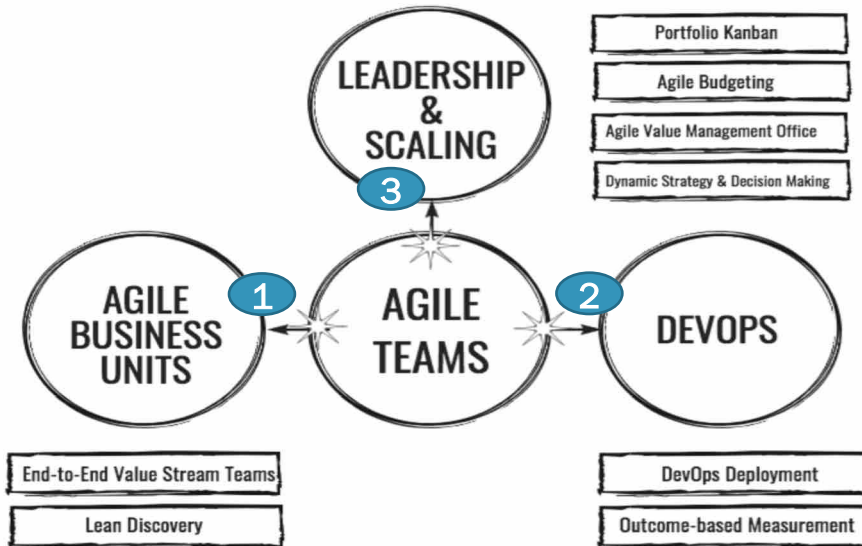 LEADERSHIP
&
SCALING
3
Portfolio Kanban
Agile Budgeting
Agile Value Management Office
Dynamic Strategy & Decision Making
AGILE
BUSINESS
UNITS
1
AGILE
TEAMS
2
DEVOPS
End-to-End Value Stream Teams
Lean Discovery
DevOps Deployment
Outcome-based Measurement